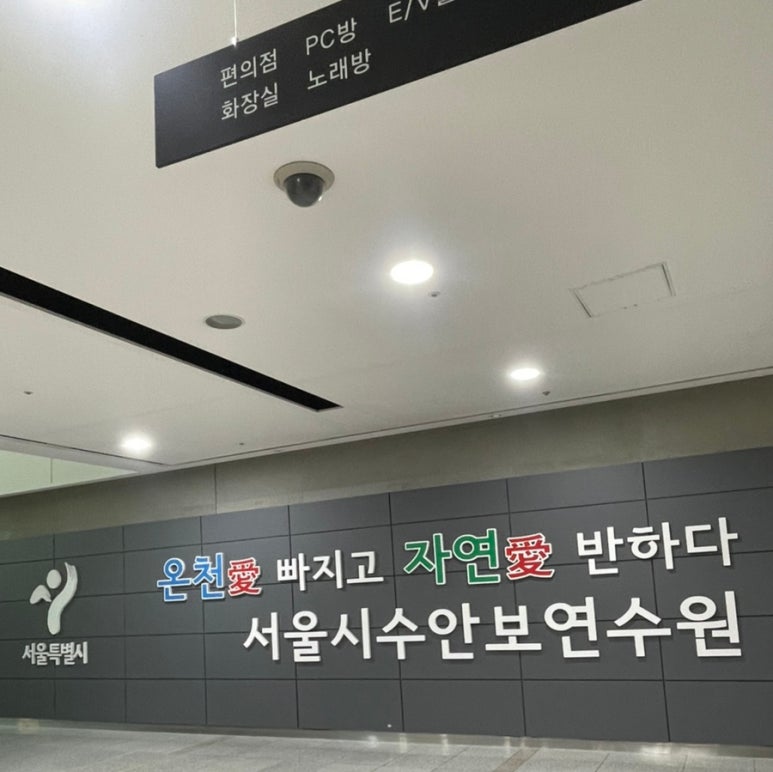 편의점 PC방
화장실 노래방
온천愛 빠지고 자연愛 반하다
서울시수안보연수원
서울특별시